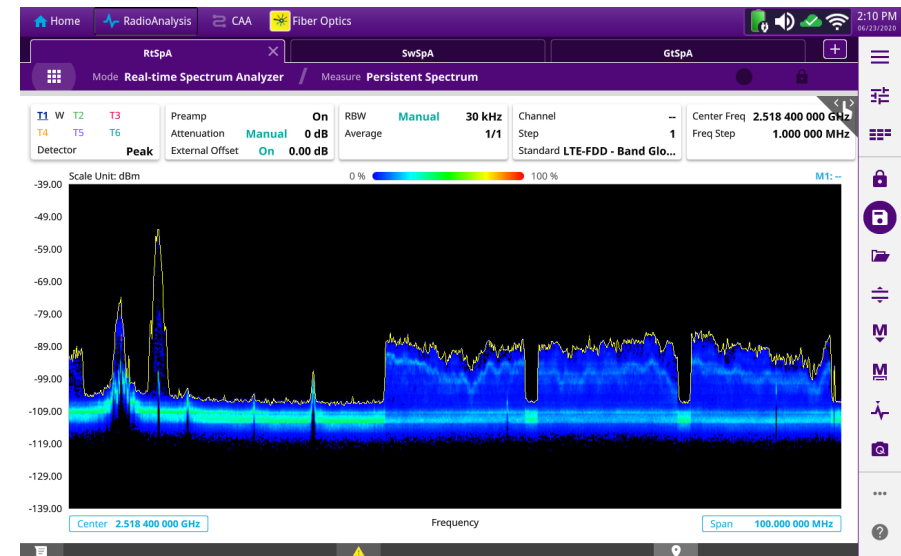 Home RadioAnalysis CAA Fiber Optics 2:10 PM
06/23/2020
RtSpA SwSpA GtSpA
Mode Real-time Spectrum Analyzer / Measure Persistent Spectrum
T1 W T2 T3 Preamp On RBW Manual 30 kHz Channel -- Center Freq 2.518 400 000 GHz
T4 T5 T6 Attenuation Manual 0 dB Average 1/1 Step 1 Freq Step 1.000 000 MHz
Detector Peak External Offset On 0.00 dB Standard LTE-FDD - Band Glo...
Scale Unit: dBm 0 % 100 % M1: --
-39.00
-49.00
-59.00
-69.00
-79.00
-89.00
-99.00
-109.00
-119.00
-129.00
-139.00
Center 2.518 400 000 GHz Frequency Span 100.000 000 MHz